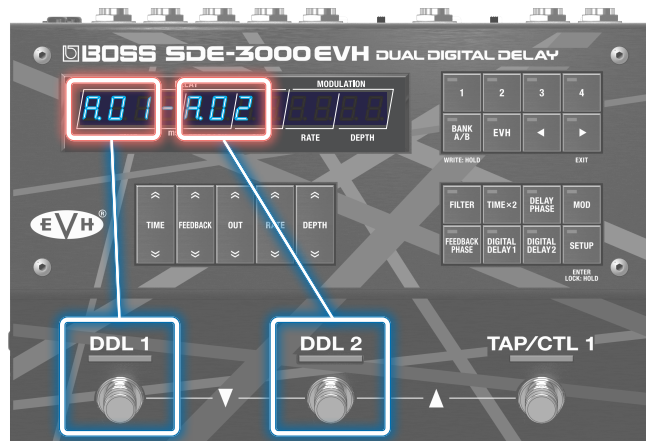 BOSS SDE-3000EVH DUAL DIGITAL DELAY
MODULATION
A.01-A.02
RATE DEPTH
1 2 3 4
BANK A/B EVH
WRITE: HOLD EXIT
EVH
TIME FEEDBACK OUT RATE DEPTH
FILTER TIME×2 DELAY PHASE MOD
FEEDBACK PHASE DIGITAL DELAY 1 DIGITAL DELAY 2 SETUP
ENTER
LOCK: HOLD
DDL 1 DDL 2 TAP/CTL 1